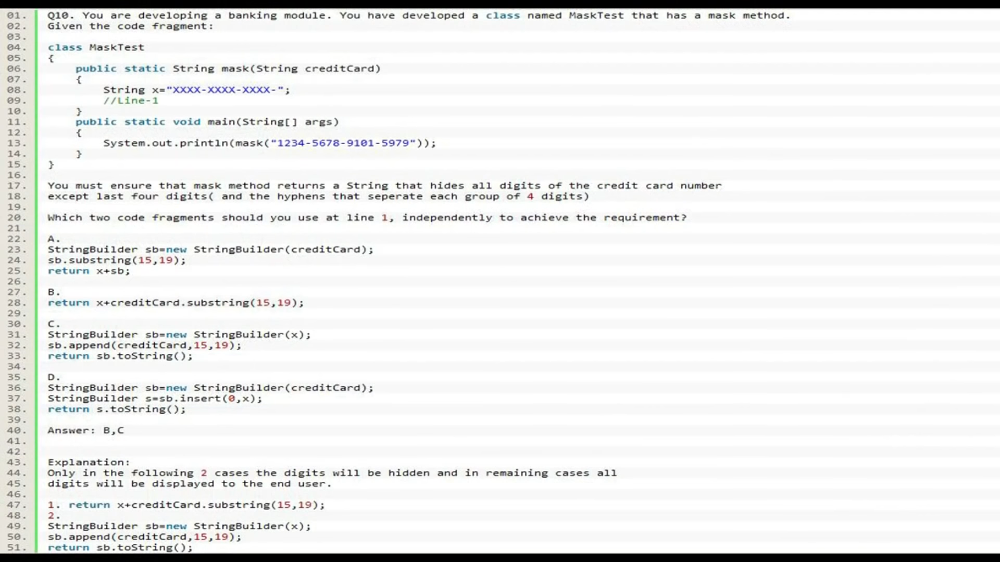 01. Q10. You are developing a banking module. You have developed a class named MaskTest that has a mask method.
02. Given the code fragment:
03.
04. class MaskTest
05. {
06.     public static String mask(String creditCard)
07.     {
08.         String x="XXXX-XXXX-XXXX-";
09.         //Line-1
10.     }
11.     public static void main(String[] args)
12.     {
13.         System.out.println(mask("1234-5678-9101-5979"));
14.     }
15. }
16.
17. You must ensure that mask method returns a String that hides all digits of the credit card number
18. except last four digits( and the hyphens that seperate each group of 4 digits)
19.
20. Which two code fragments should you use at line 1, independently to achieve the requirement?
21.
22. A.
23. StringBuilder sb=new StringBuilder(creditCard);
24. sb.substring(15,19);
25. return x+sb;
26.
27. B.
28. return x+creditCard.substring(15,19);
29.
30. C.
31. StringBuilder sb=new StringBuilder(x);
32. sb.append(creditCard,15,19);
33. return sb.toString();
34.
35. D.
36. StringBuilder sb=new StringBuilder(creditCard);
37. StringBuilder s=sb.insert(0,x);
38. return s.toString();
39.
40. Answer: B,C
41.
42.
43. Explanation:
44. Only in the following 2 cases the digits will be hidden and in remaining cases all
45. digits will be displayed to the end user.
46.
47. 1. return x+creditCard.substring(15,19);
48. 2.
49. StringBuilder sb=new StringBuilder(x);
50. sb.append(creditCard,15,19);
51. return sb.toString();